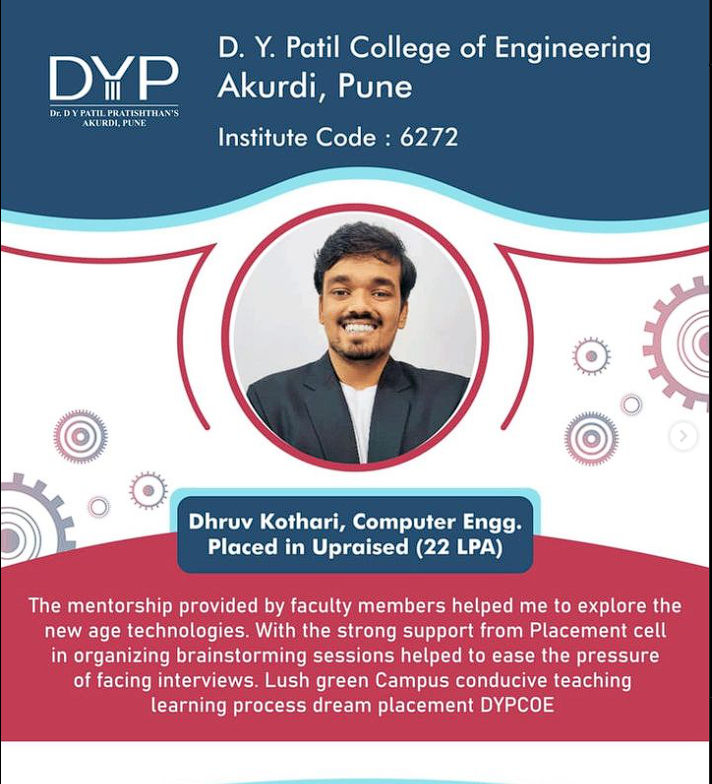 DYP
Dr. D Y PATIL PRATISHTHAN'S
AKURDI, PUNE
D. Y. Patil College of Engineering
Akurdi, Pune
Institute Code : 6272
Dhruv Kothari, Computer Engg.
Placed in Upraised (22 LPA)
The mentorship provided by faculty members helped me to explore the
new age technologies. With the strong support from Placement cell
in organizing brainstorming sessions helped to ease the pressure
of facing interviews. Lush green Campus conducive teaching
learning process dream placement DYPCOE